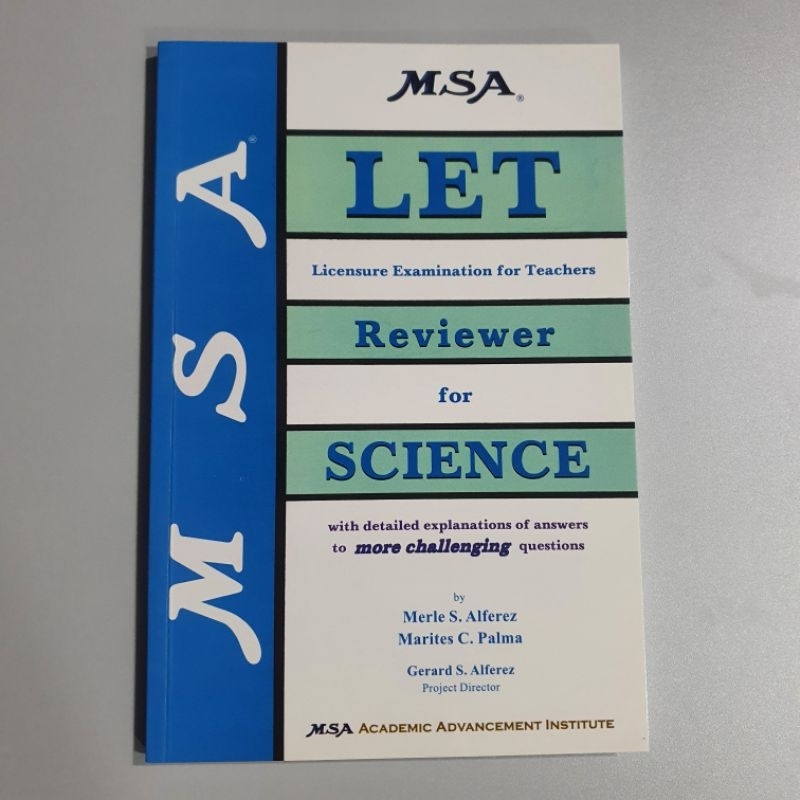 MSA®
MSA®
LET
Licensure Examination for Teachers
Reviewer
for
SCIENCE
with detailed explanations of answers
to more challenging questions
by
Merle S. Alferez
Marites C. Palma
Gerard S. Alferez
Project Director
MSA ACADEMIC ADVANCEMENT INSTITUTE